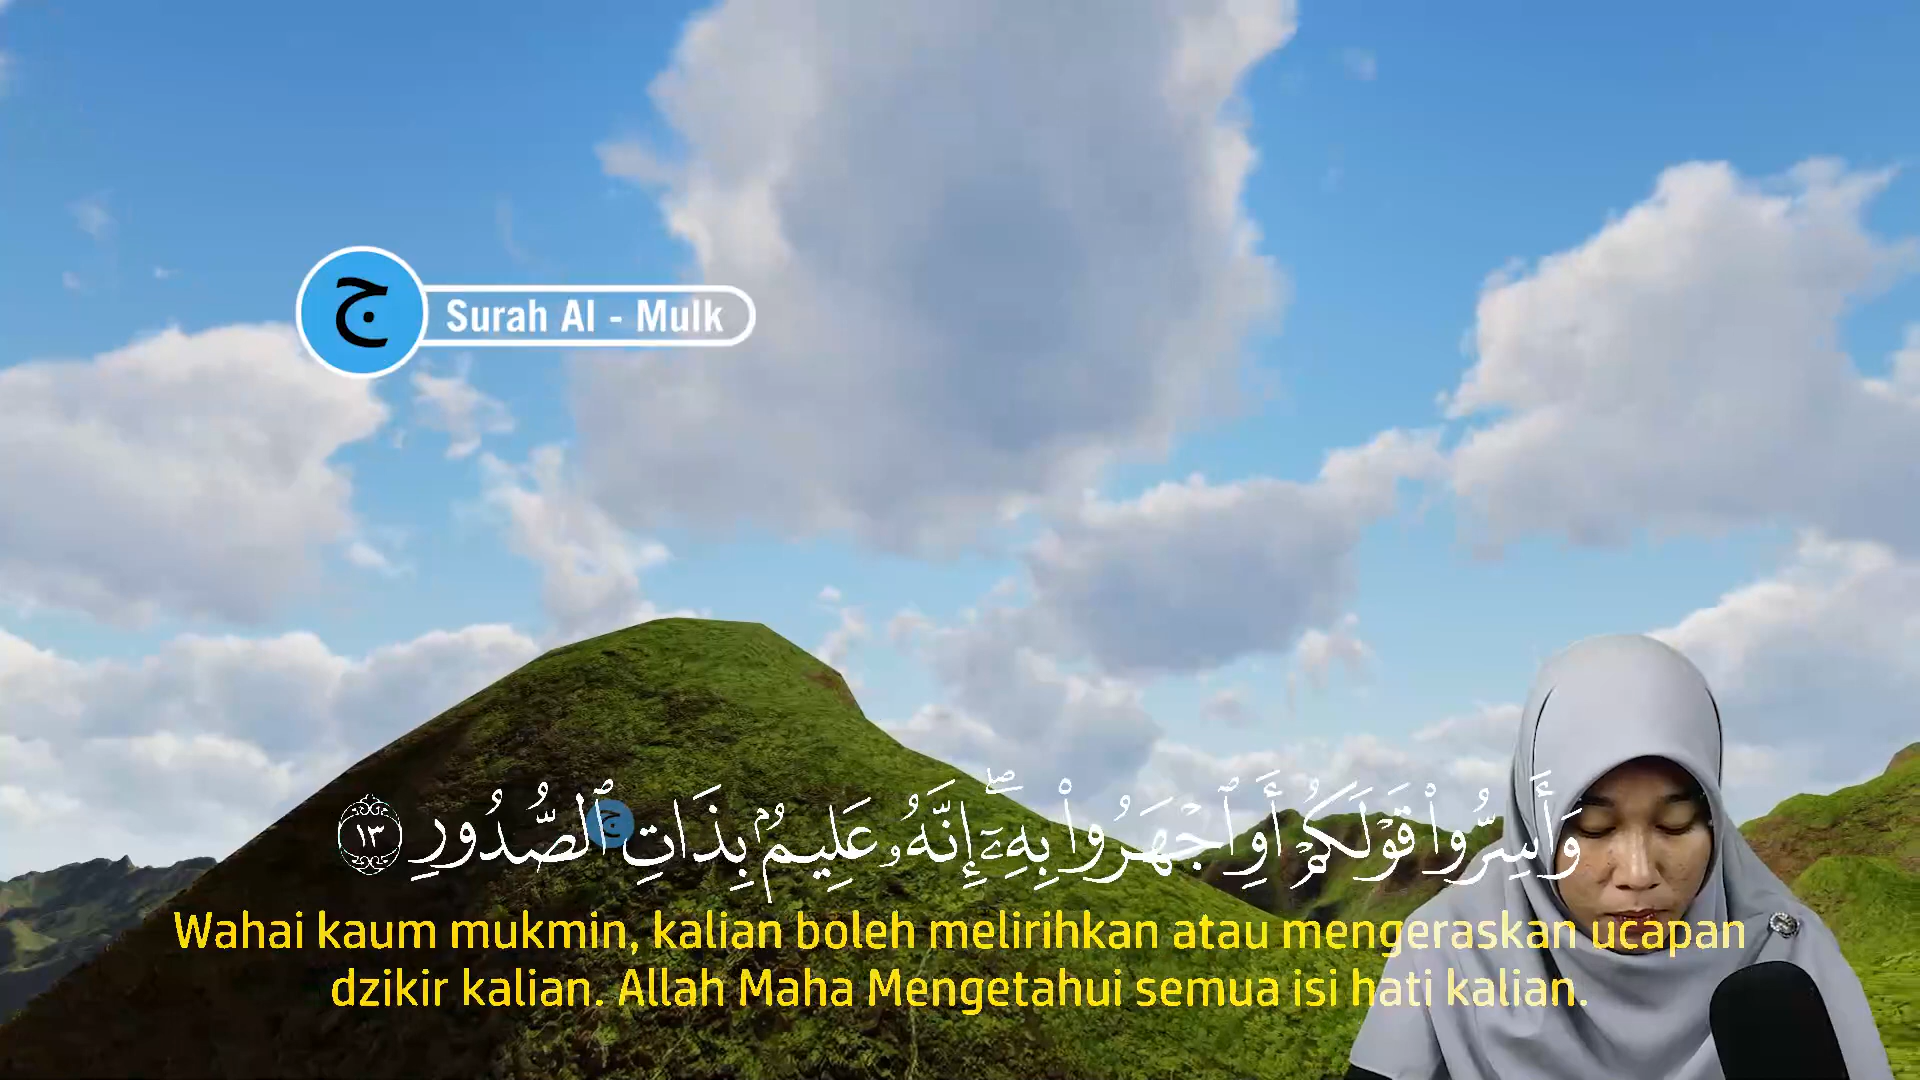 ج
Surah Al - Mulk
وَأَسِرُّوا۟ قَوْلَكُمْ أَوِ ٱجْهَرُوا۟ بِهِۦٓ ۖ إِنَّهُۥ عَلِيمٌۢ بِذَاتِ ٱلصُّدُورِ ١٣
ج
Wahai kaum mukmin, kalian boleh melirihkan atau mengeraskan ucapan
dzikir kalian. Allah Maha Mengetahui semua isi hati kalian.